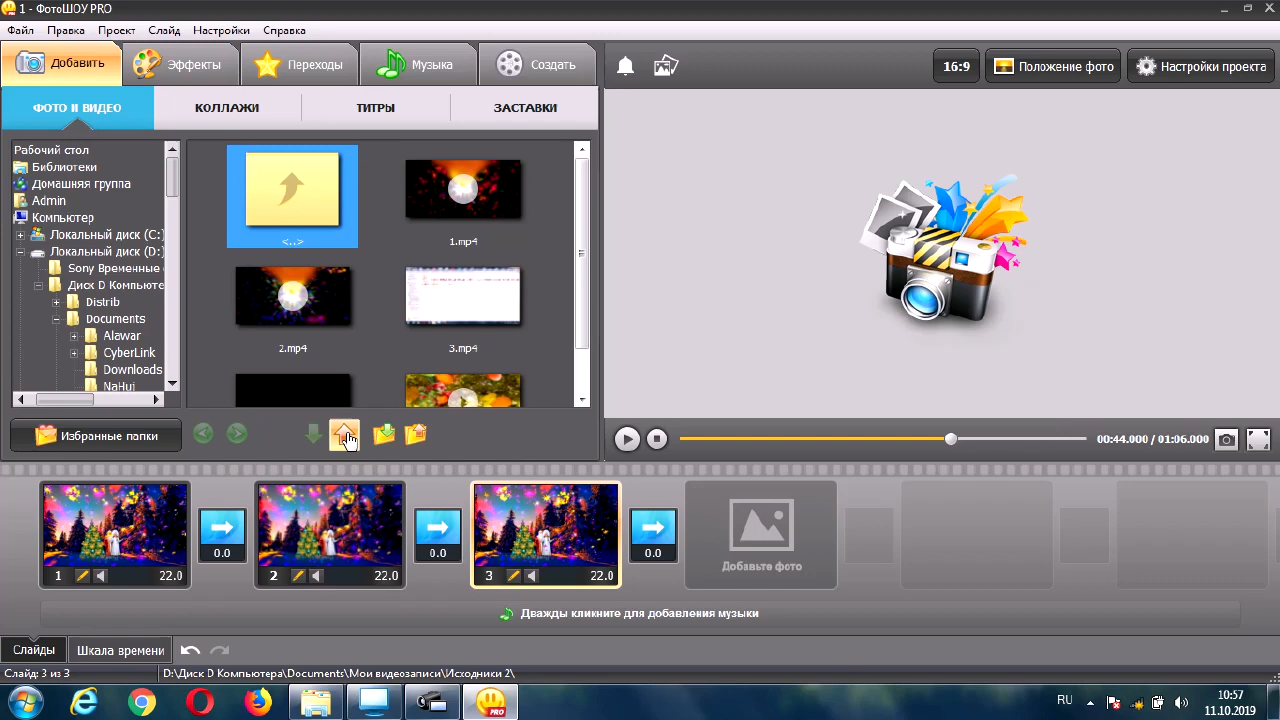 1 - ФотоШОУ PRO
Файл Правка Проект Слайд Настройки Справка
Добавить Эффекты Переходы Музыка Создать
16:9 Положение фото Настройки проекта
ФОТО И ВИДЕО КОЛЛАЖИ ТИТРЫ ЗАСТАВКИ
Рабочий стол
Библиотеки
Домашняя группа
Admin
Компьютер
Локальный диск (C:
Локальный диск (D:
Sony Временные
Диск D Компьюте
Distrib
Documents
Alawar
CyberLink
Downloads
NaHuj
<..>
1.mp4
2.mp4
3.mp4
Избранные папки
00:44.000 / 01:06.000
0.0 0.0 0.0
1 22.0 2 22.0 3 22.0
Добавьте фото
Дважды кликните для добавления музыки
Слайды Шкала времени
Слайд: 3 из 3 D:\Диск D Компьютера\Documents\Мои видеозаписи\Исходники 2\
PRO
RU
10:57
11.10.2019